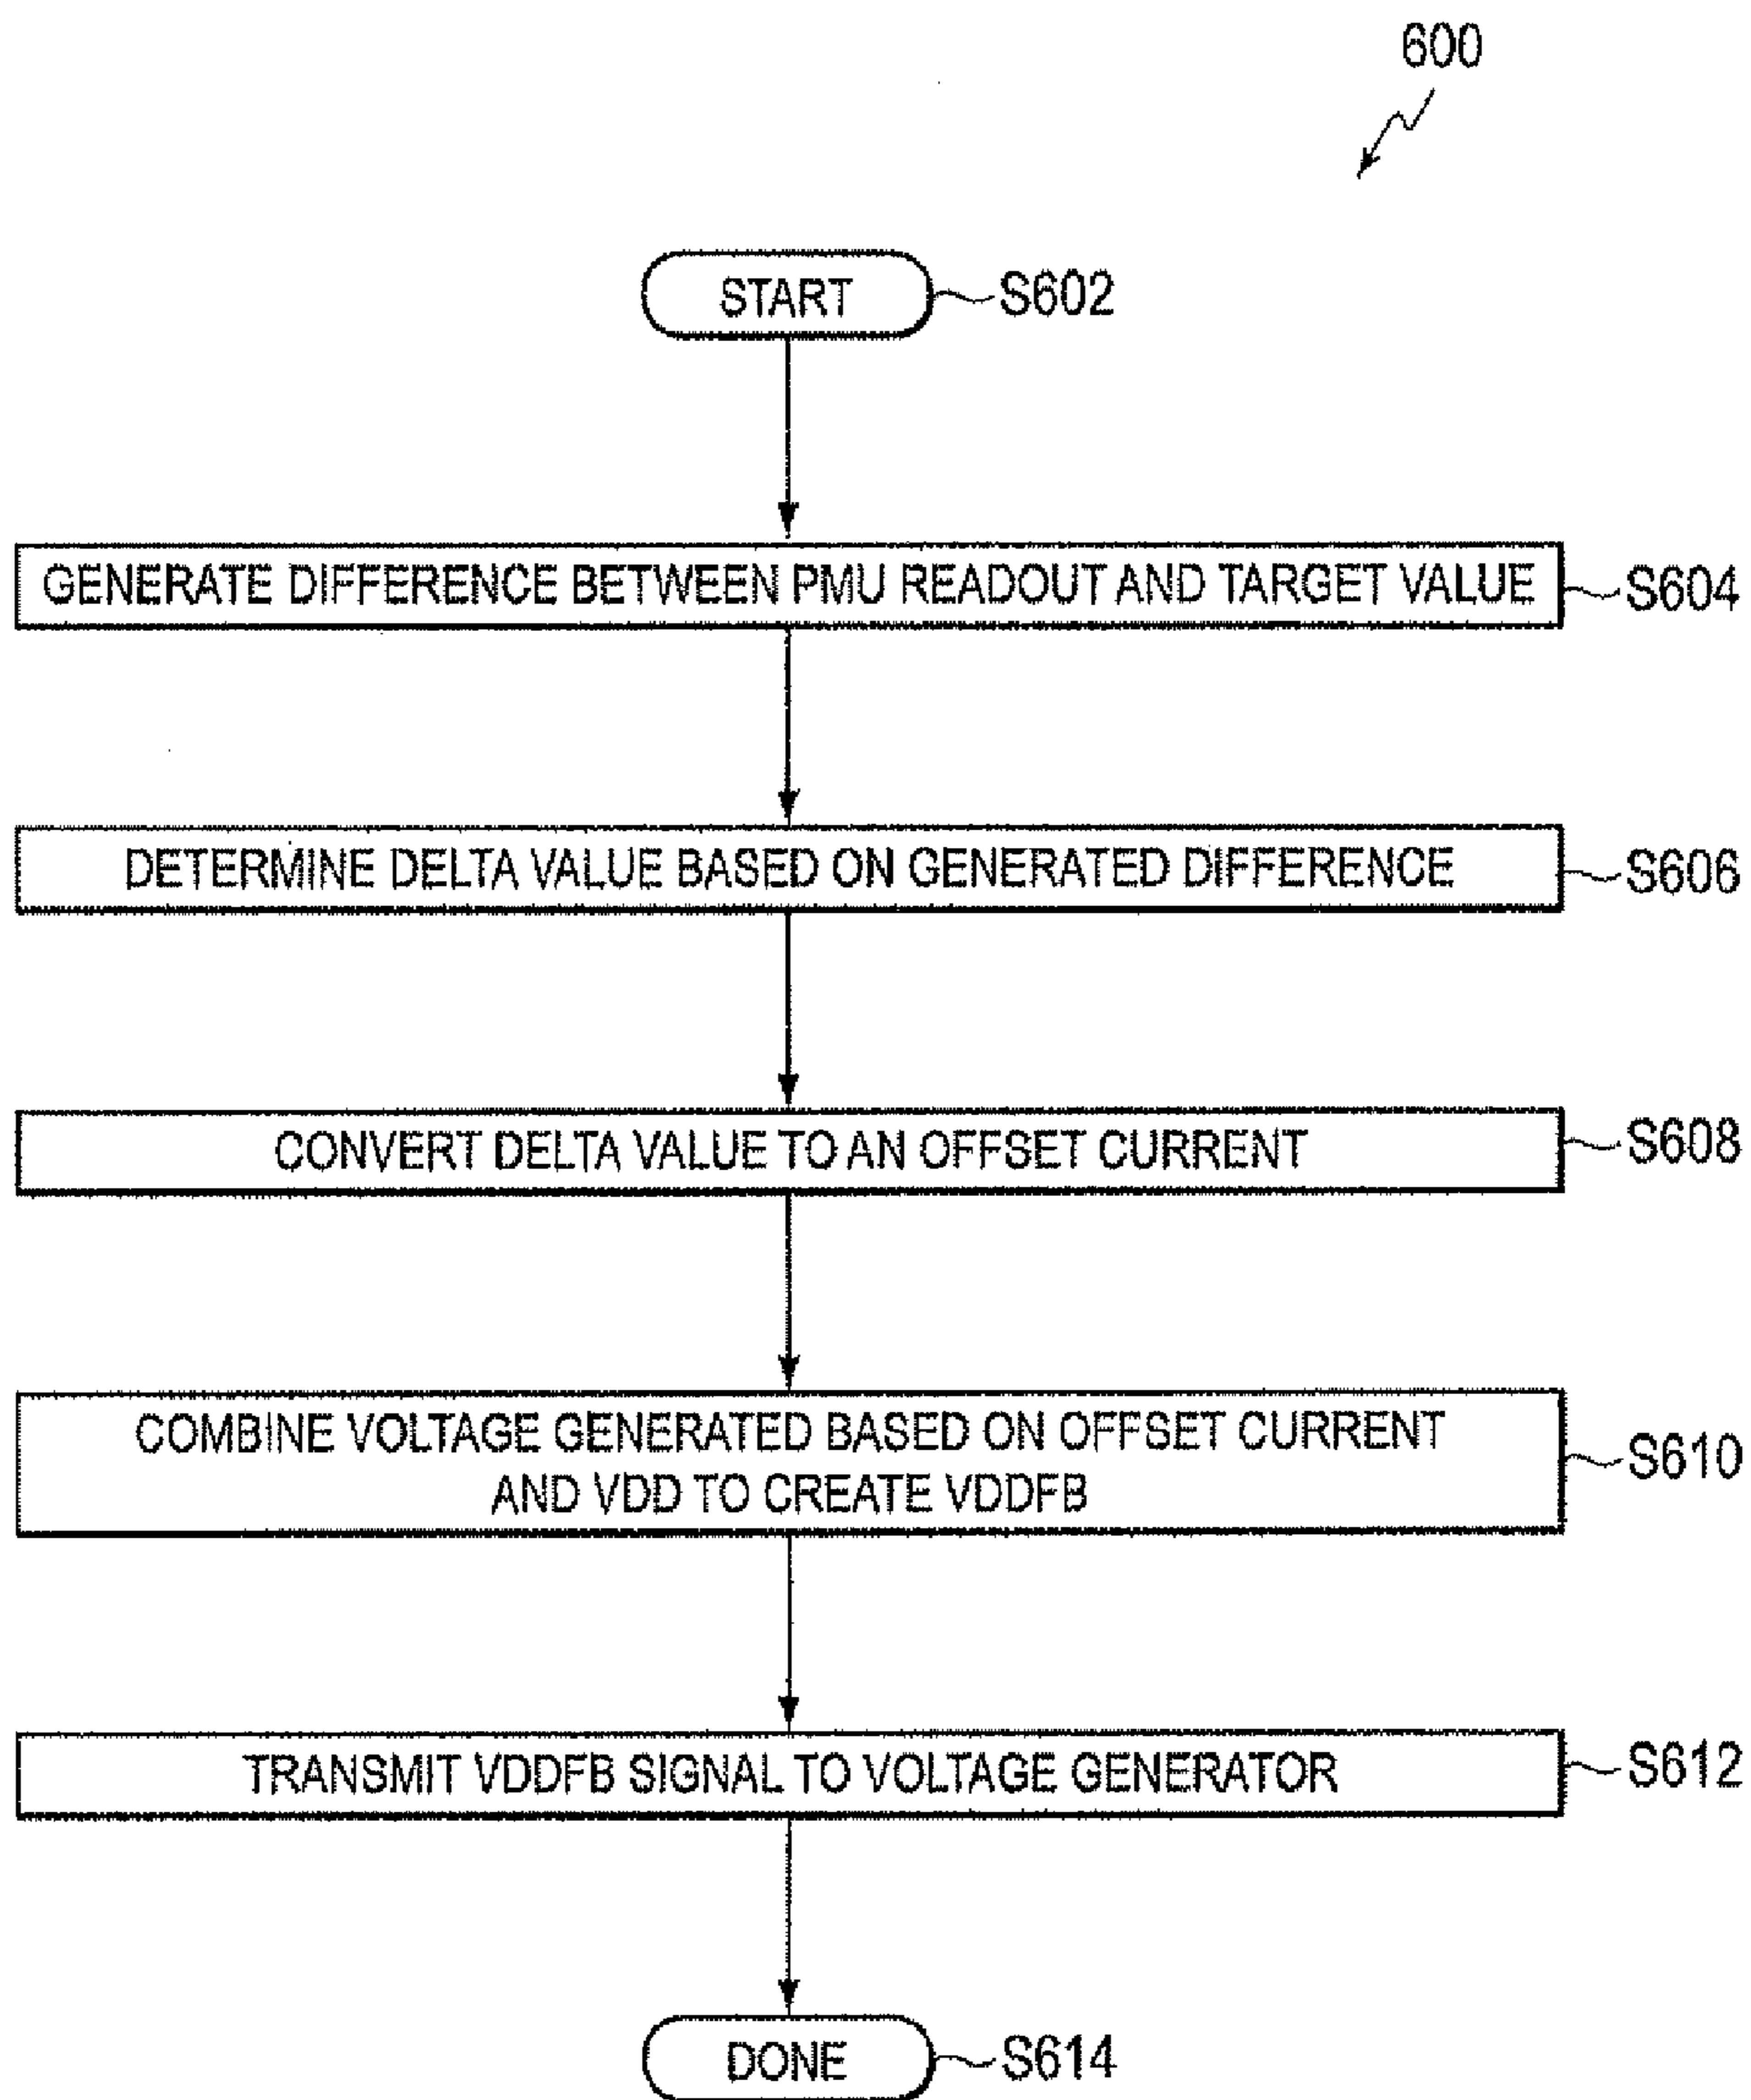 600
START
S602
GENERATE DIFFERENCE BETWEEN PMU READOUT AND TARGET VALUE
S604
DETERMINE DELTA VALUE BASED ON GENERATED DIFFERENCE
S606
CONVERT DELTA VALUE TO AN OFFSET CURRENT
S608
COMBINE VOLTAGE GENERATED BASED ON OFFSET CURRENT
AND VDD TO CREATE VDDFB
S610
TRANSMIT VDDFB SIGNAL TO VOLTAGE GENERATOR
S612
DONE
S614